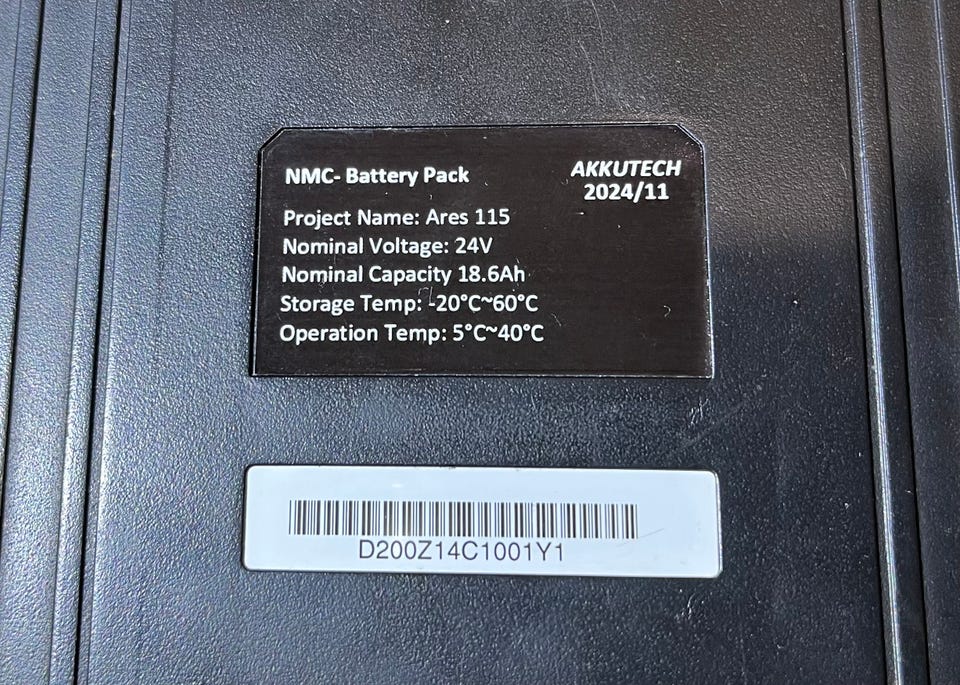 NMC- Battery Pack
AKKUTECH
2024/11
Project Name: Ares 115
Nominal Voltage: 24V
Nominal Capacity 18.6Ah
Storage Temp: -20°C~60°C
Operation Temp: 5°C~40°C
D200Z14C1001Y1